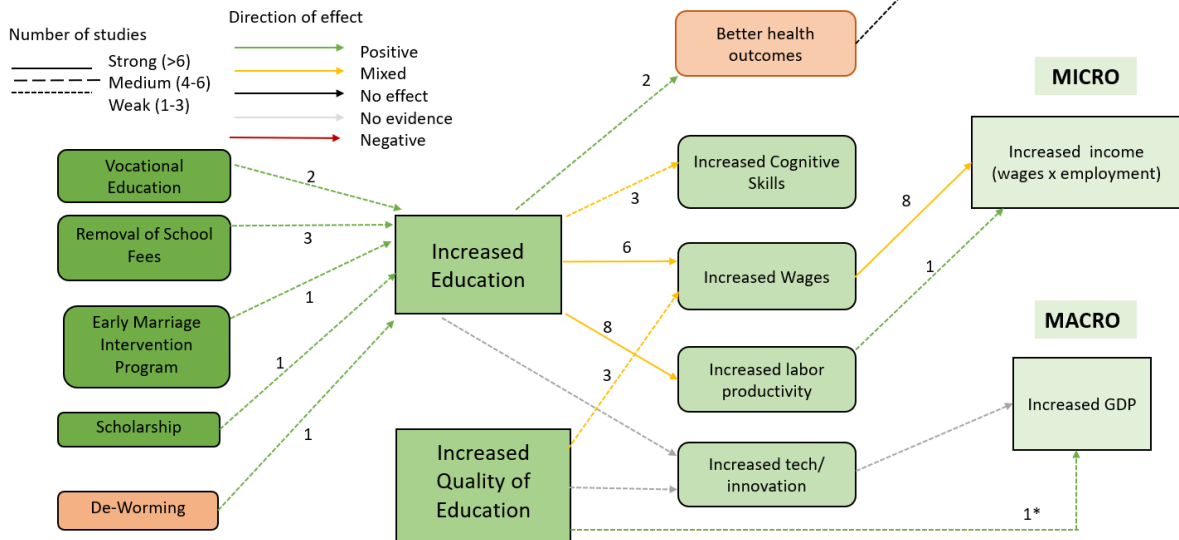 Number of studies
Strong (>6)
Medium (4-6)
Weak (1-3)
Direction of effect
Positive
Mixed
No effect
No evidence
Negative
Better health
outcomes
MICRO
Increased income
(wages x employment)
Vocational
Education
Removal of School
Fees
Early Marriage
Intervention
Program
Scholarship
De-Worming
2
3
1
1
1
Increased
Education
Increased
Quality of
Education
2
3
6
8
3
Increased Cognitive
Skills
Increased Wages
Increased labor
productivity
Increased tech/
innovation
8
1
MACRO
Increased GDP
1*